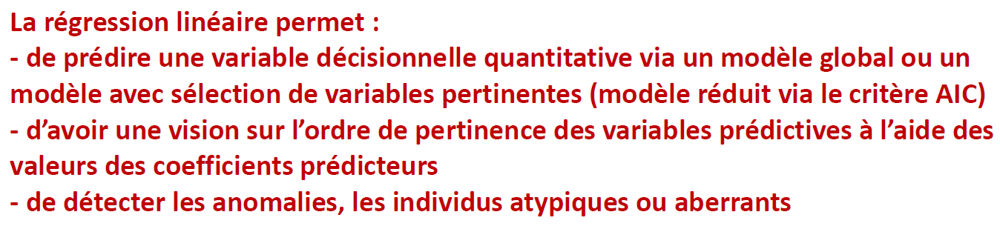 La régression linéaire permet :
- de prédire une variable décisionnelle quantitative via un modèle global ou un
modèle avec sélection de variables pertinentes (modèle réduit via le critère AIC)
- d’avoir une vision sur l’ordre de pertinence des variables prédictives à l’aide des
valeurs des coefficients prédicteurs
- de détecter les anomalies, les individus atypiques ou aberrants